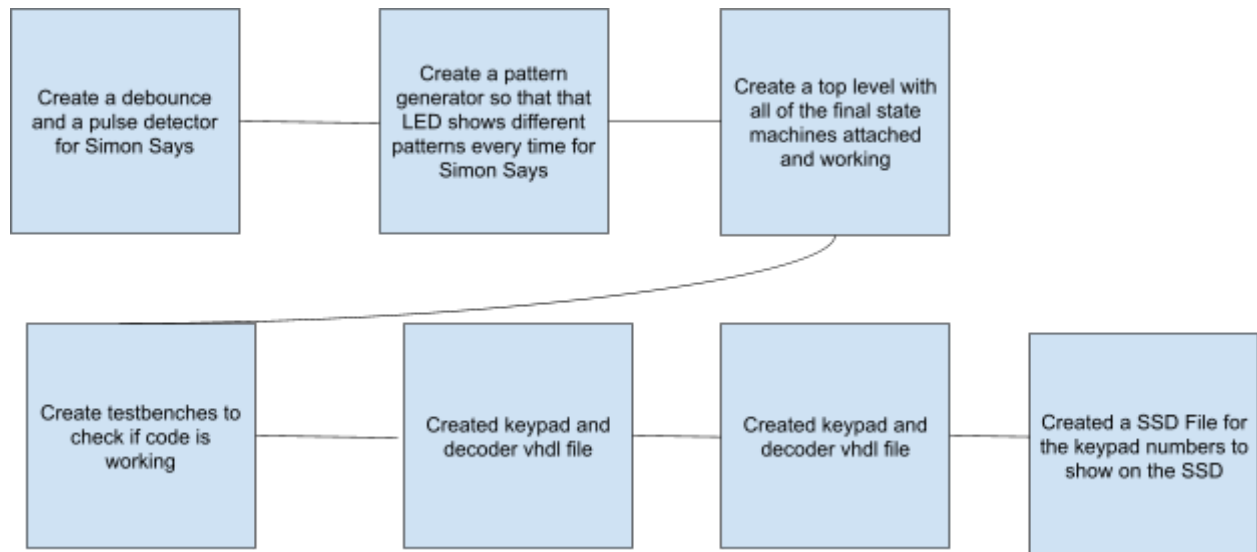 Create a debounce
and a pulse detector
for Simon Says
Create a pattern
generator so that that
LED shows different
patterns every time for
Simon Says
Create a top level with
all of the final state
machines attached
and working
Create testbenches to
check if code is
working
Created keypad and
decoder vhdl file
Created keypad and
decoder vhdl file
Created a SSD File for
the keypad numbers to
show on the SSD